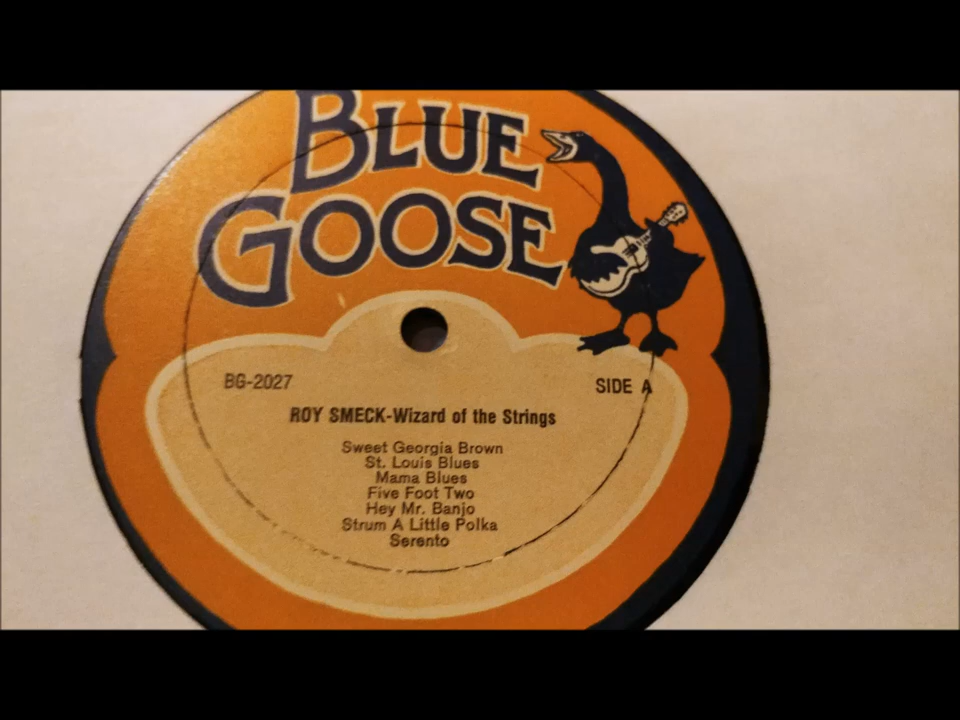 BLUE
GOOSE
BG-2027
SIDE A
ROY SMECK-Wizard of the Strings
Sweet Georgia Brown
St. Louis Blues
Mama Blues
Five Foot Two
Hey Mr. Banjo
Strum A Little Polka
Serento